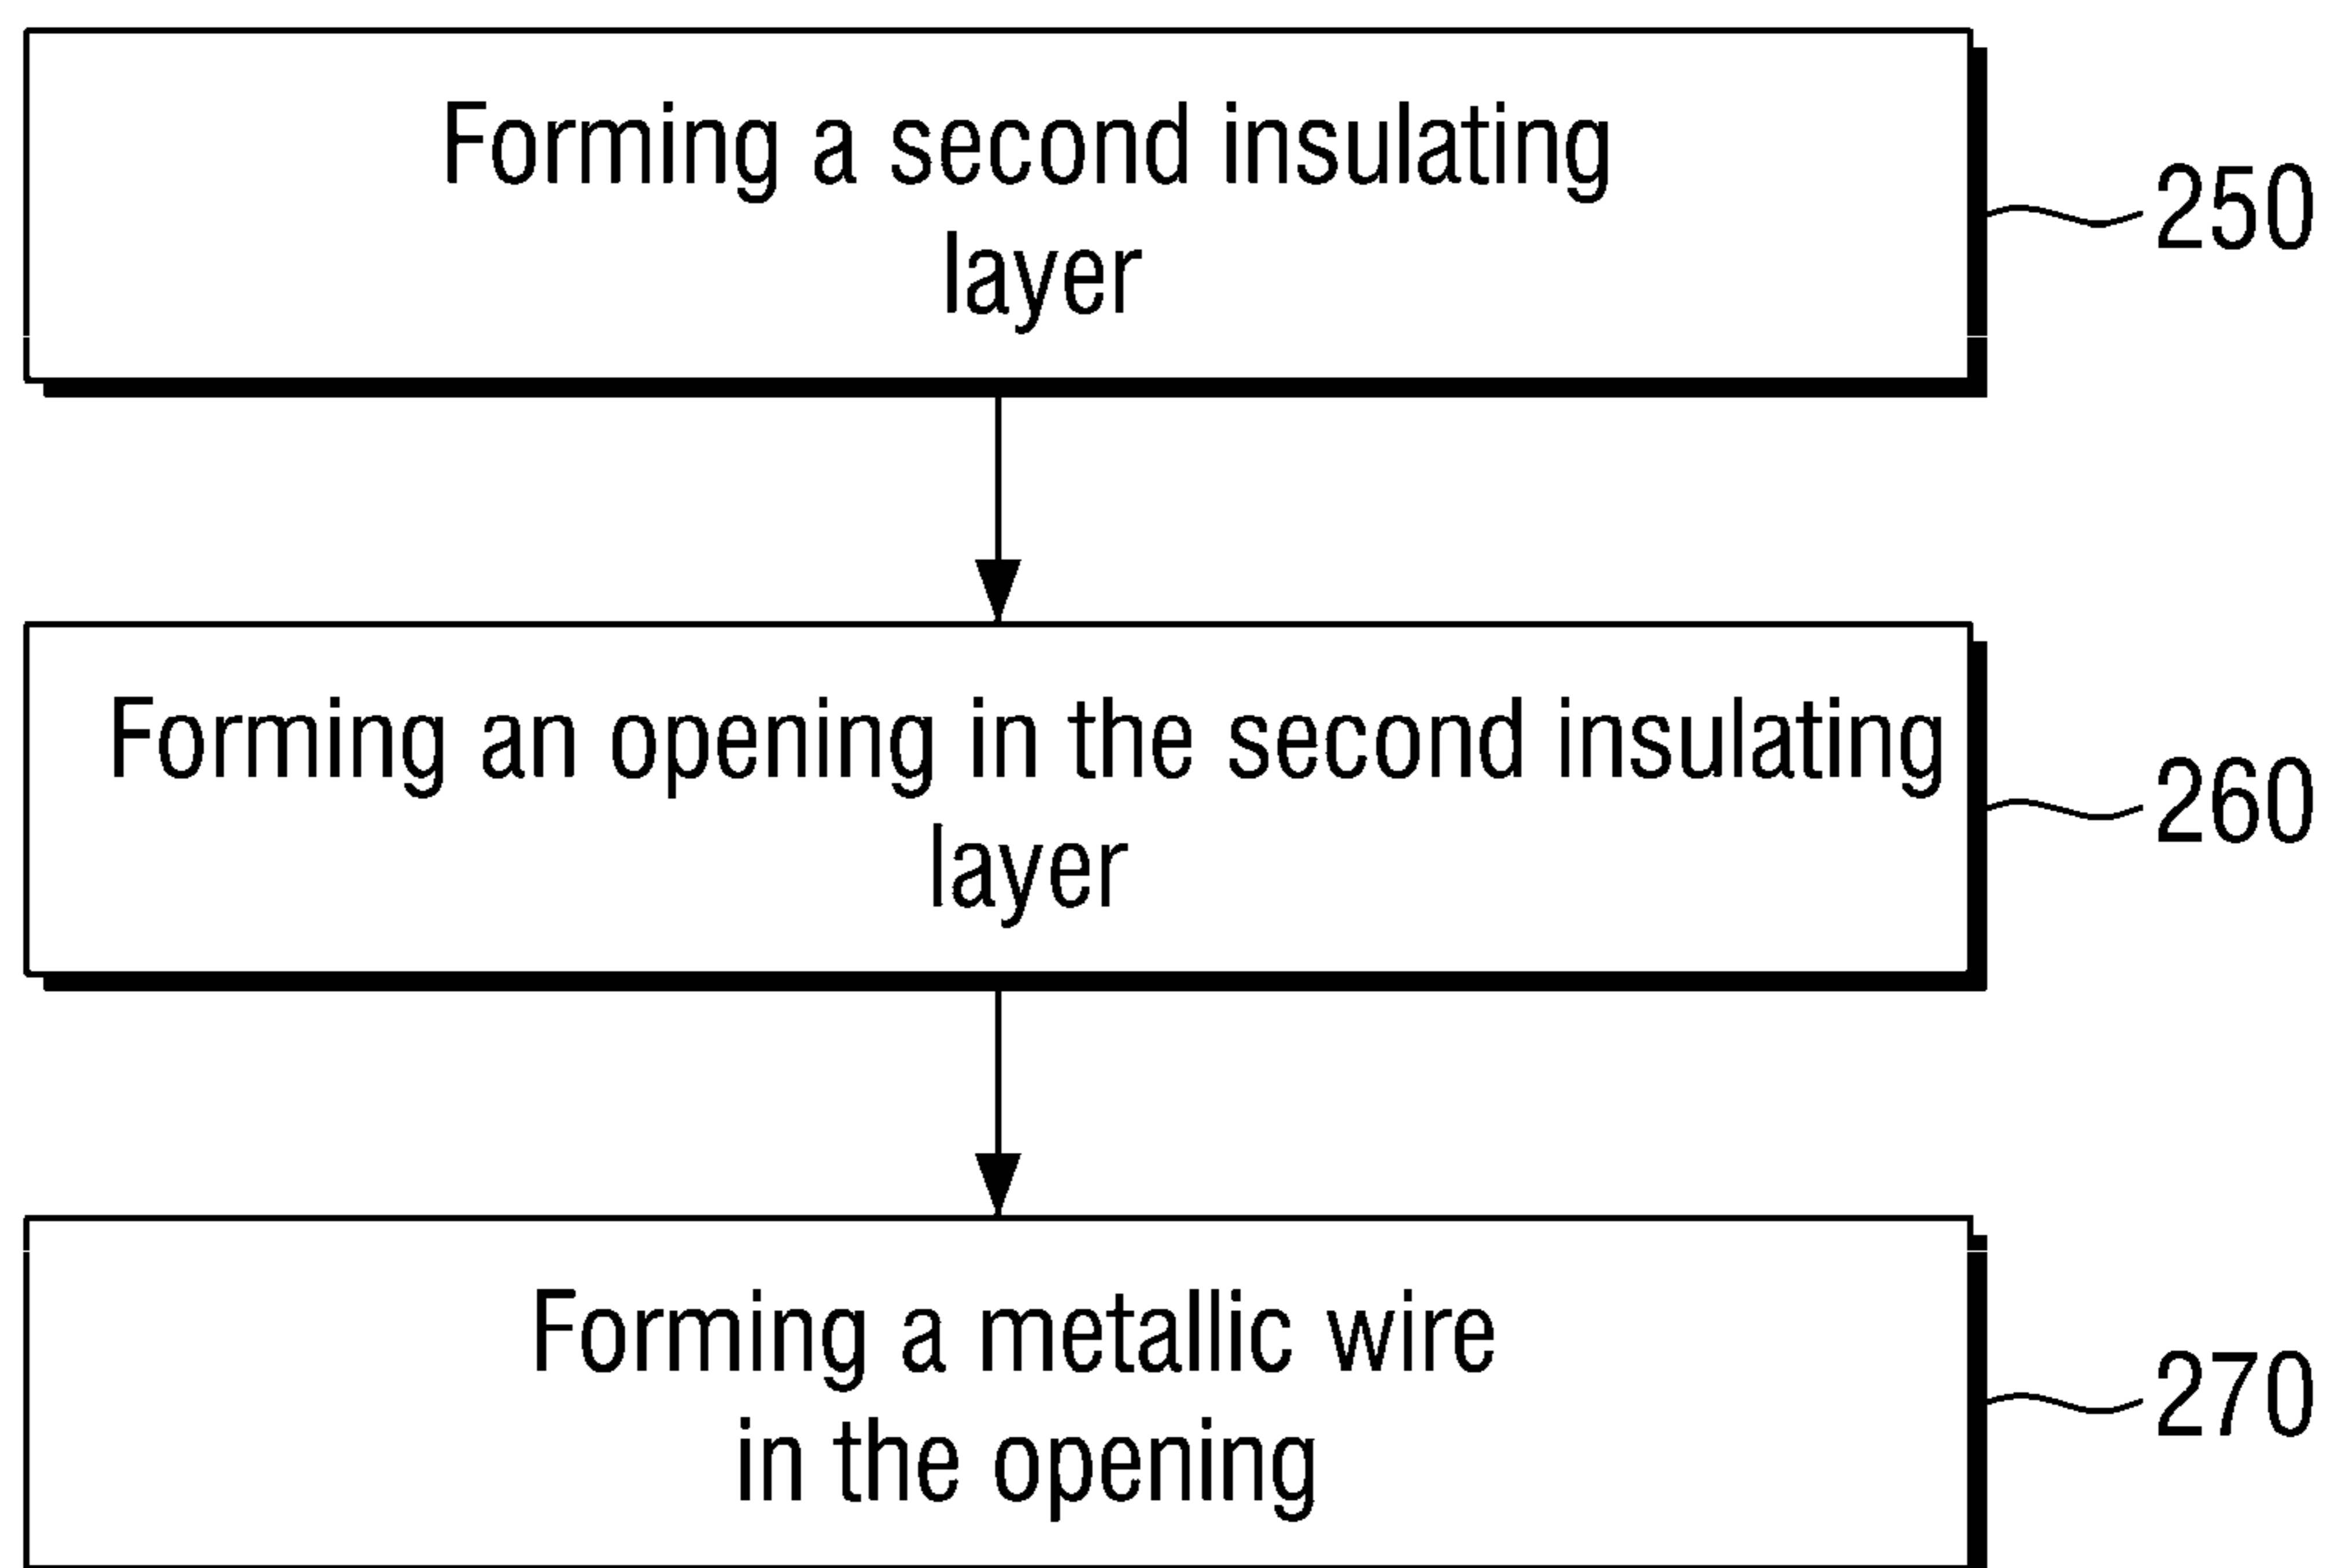 Forming a second insulating
layer
250
Forming an opening in the second insulating
layer
260
Forming a metallic wire
in the opening
270